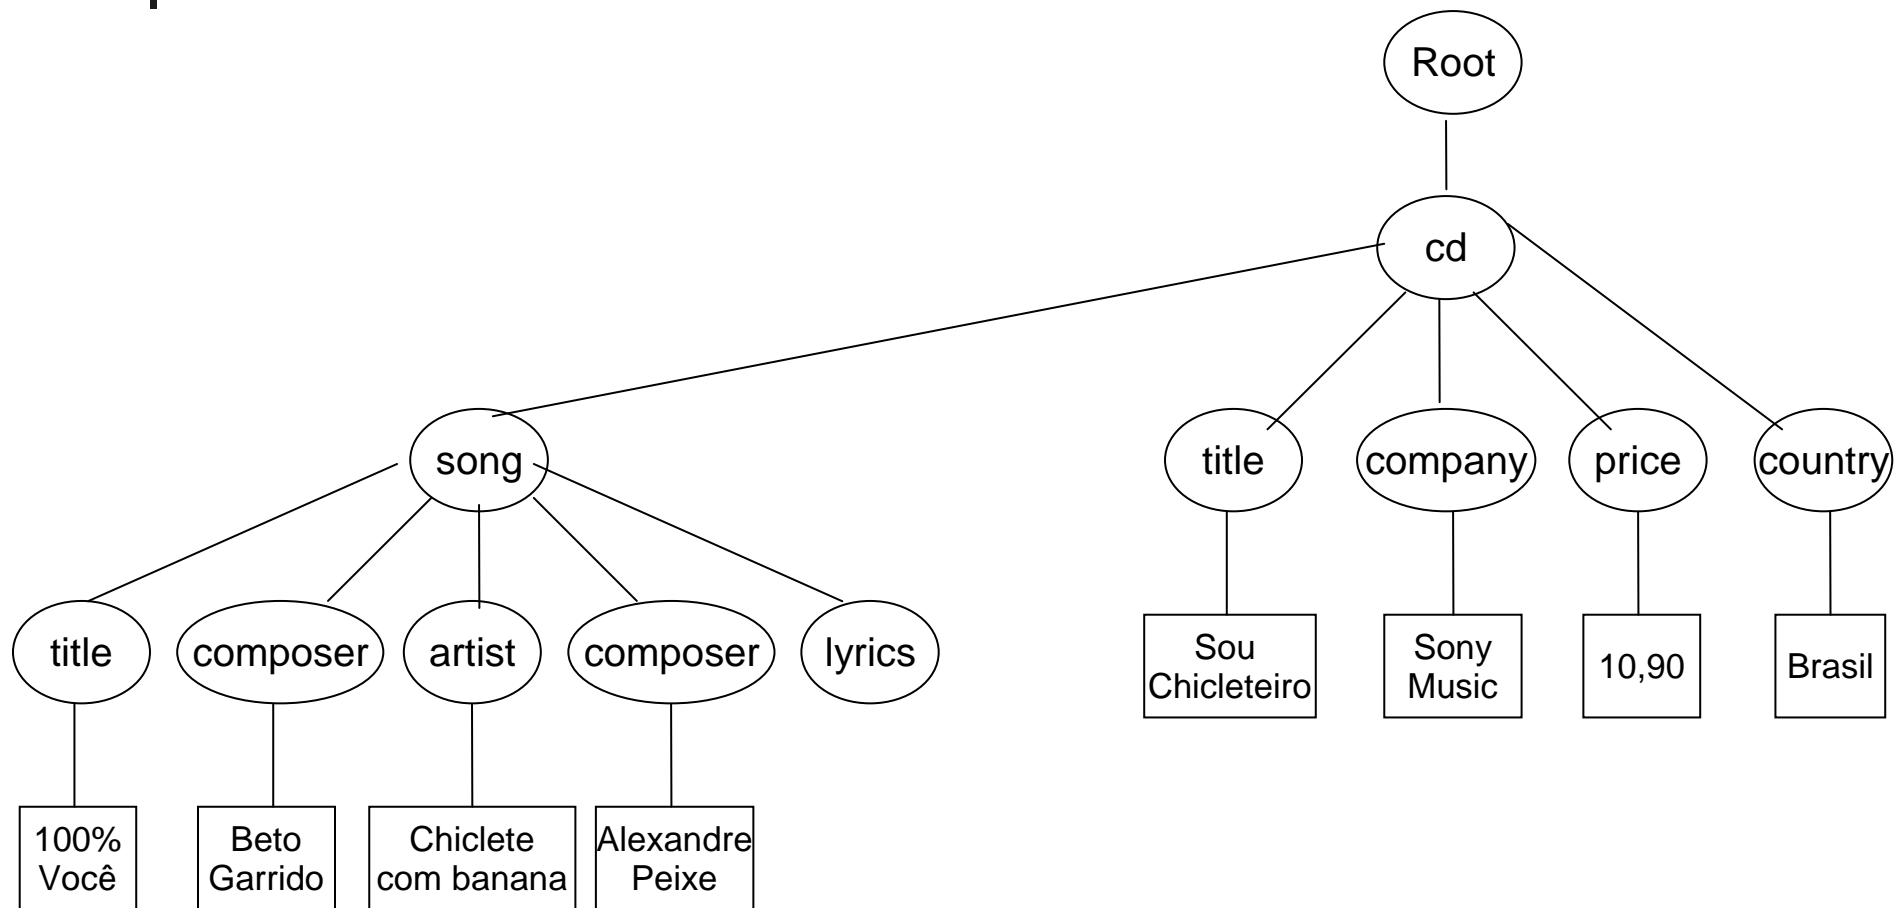 Root
cd
song
title
company
price
country
title
composer
artist
composer
lyrics
Sou
Chicleteiro
Sony
Music
10,90
Brasil
100%
Você
Beto
Garrido
Chiclete
com banana
Alexandre
Peixe